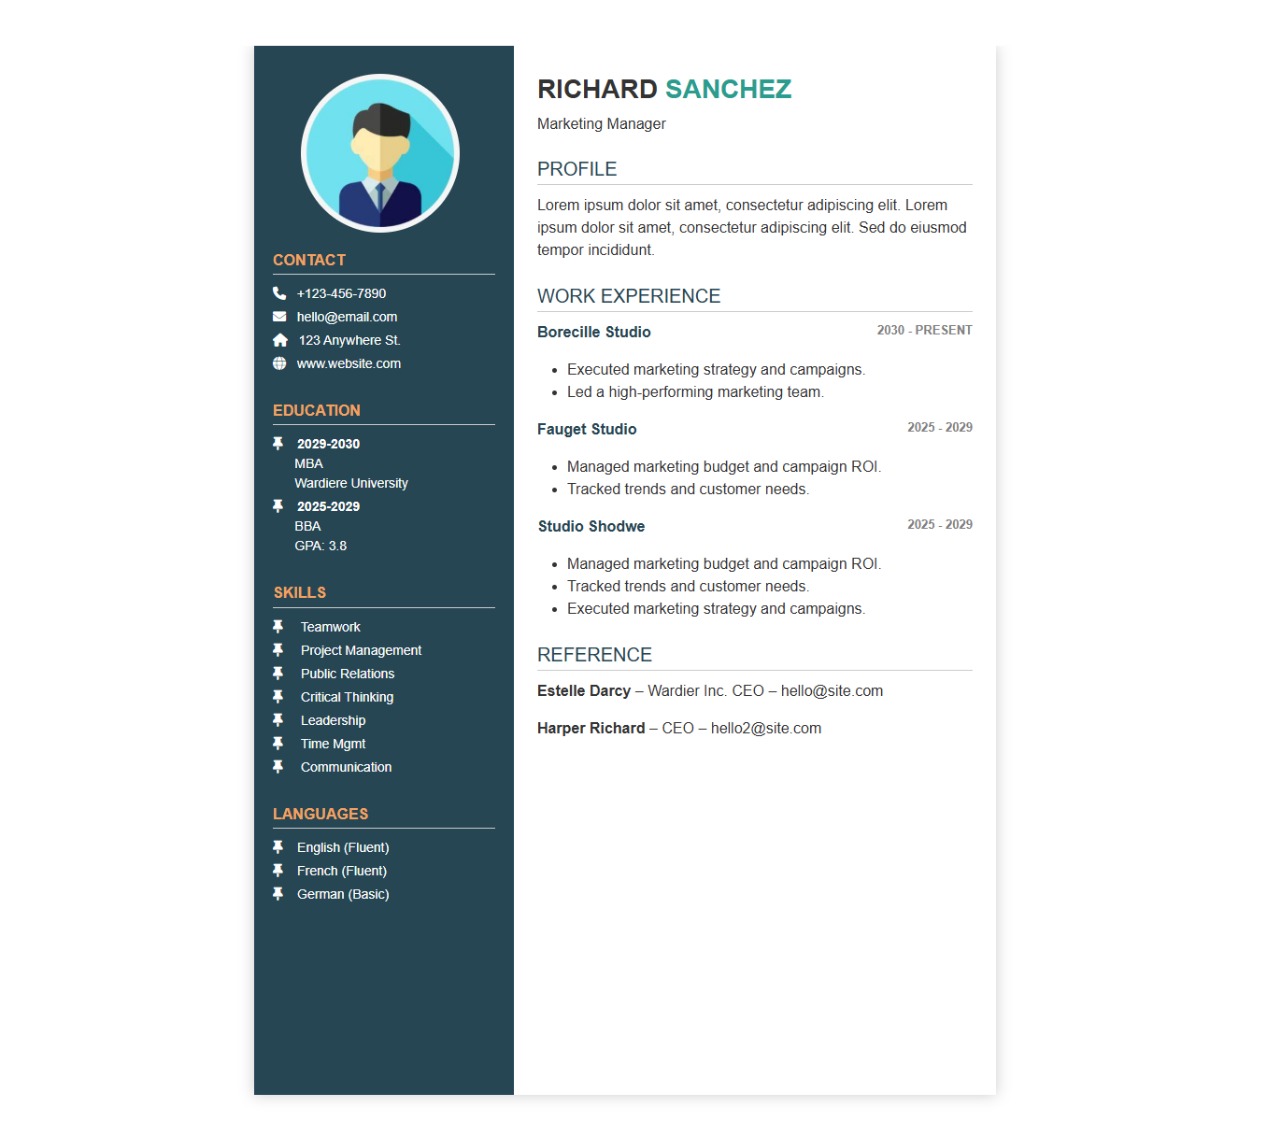 CONTACT
+123-456-7890
hello@email.com
123 Anywhere St.
www.website.com
EDUCATION
2029-2030
MBA
Wardiere University
2025-2029
BBA
GPA: 3.8
SKILLS
Teamwork
Project Management
Public Relations
Critical Thinking
Leadership
Time Mgmt
Communication
LANGUAGES
English (Fluent)
French (Fluent)
German (Basic)
RICHARD SANCHEZ
Marketing Manager
PROFILE
Lorem ipsum dolor sit amet, consectetur adipiscing elit. Lorem
ipsum dolor sit amet, consectetur adipiscing elit. Sed do eiusmod
tempor incididunt.
WORK EXPERIENCE
Borecille Studio 2030 - PRESENT
• Executed marketing strategy and campaigns.
• Led a high-performing marketing team.
Fauget Studio 2025 - 2029
• Managed marketing budget and campaign ROI.
• Tracked trends and customer needs.
Studio Shodwe 2025 - 2029
• Managed marketing budget and campaign ROI.
• Tracked trends and customer needs.
• Executed marketing strategy and campaigns.
REFERENCE
Estelle Darcy – Wardier Inc. CEO – hello@site.com
Harper Richard – CEO – hello2@site.com